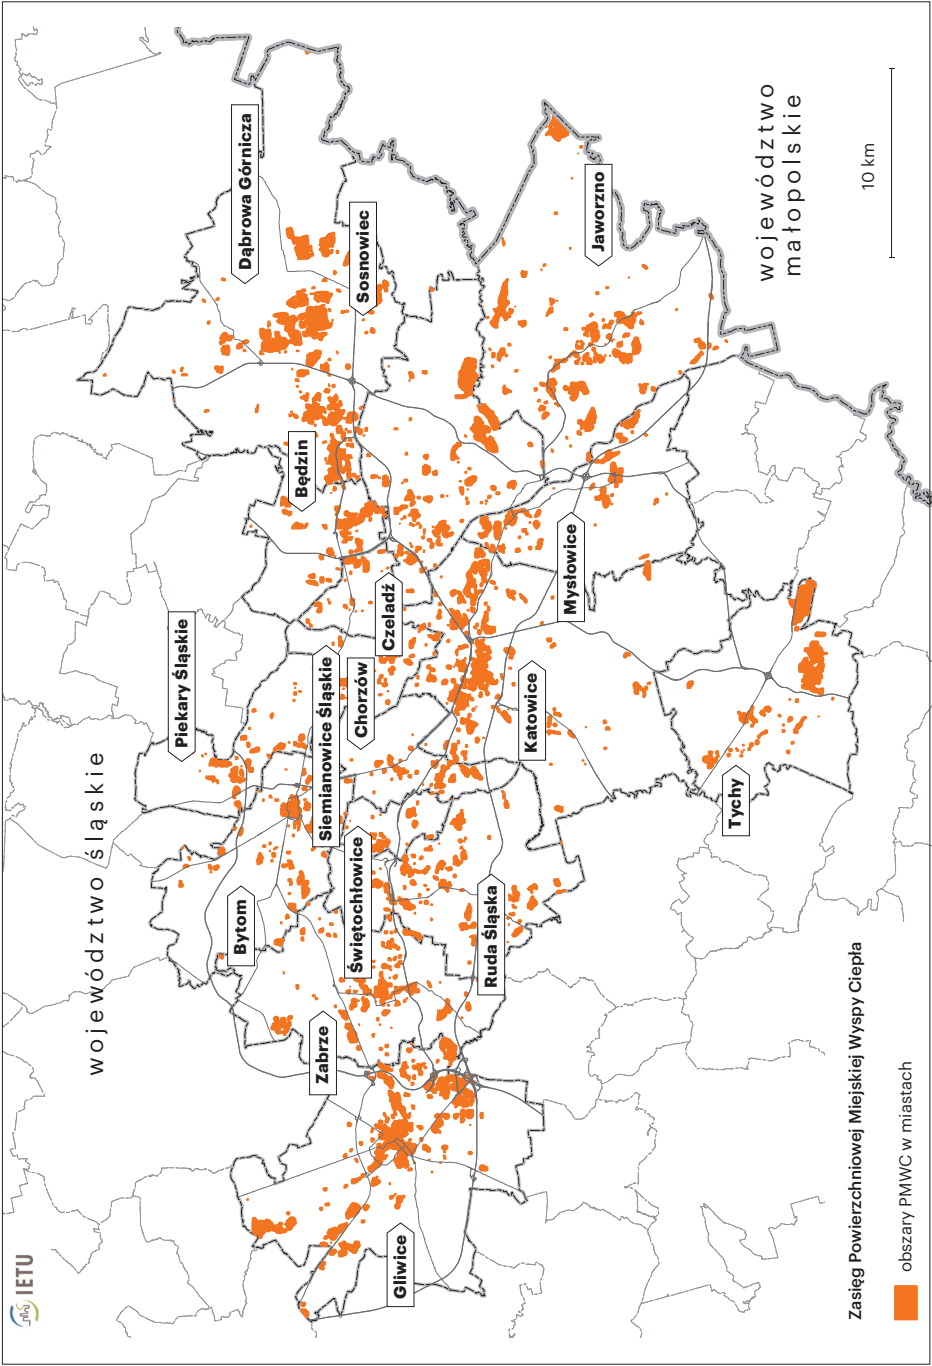 IETU
województwo śląskie
województwo
małopolskie
Dąbrowa Górnicza
Sosnowiec
Będzin
Jaworzno
Piekary Śląskie
Czeladź
Mysłowice
Siemianowice Śląskie
Chorzów
Katowice
Bytom
Świętochłowice
Ruda Śląska
Tychy
Zabrze
Gliwice
10 km
Zasięg Powierzchniowej Miejskiej Wyspy Ciepła
obszary PMWC w miastach